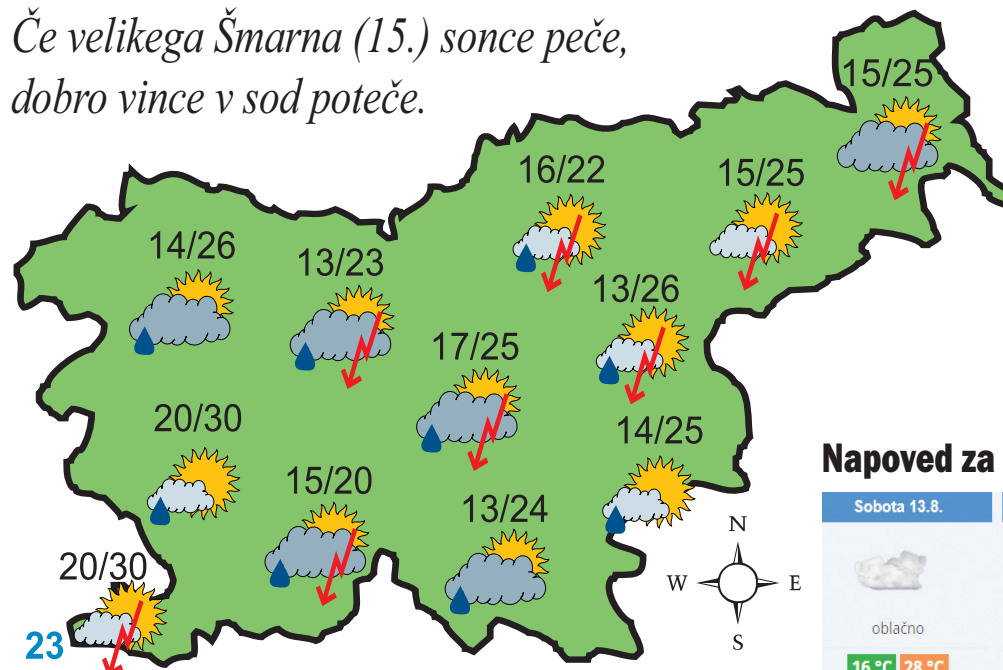 Če velikega Šmarna (15.) sonce peče,
dobro vince v sod poteče.
15/25
16/22
15/25
14/26
13/23
13/26
17/25
20/30
14/25
15/20
13/24
20/30
23
N
W E
S
Napoved za
Sobota 13.8.
oblačno
16 °C 28 °C